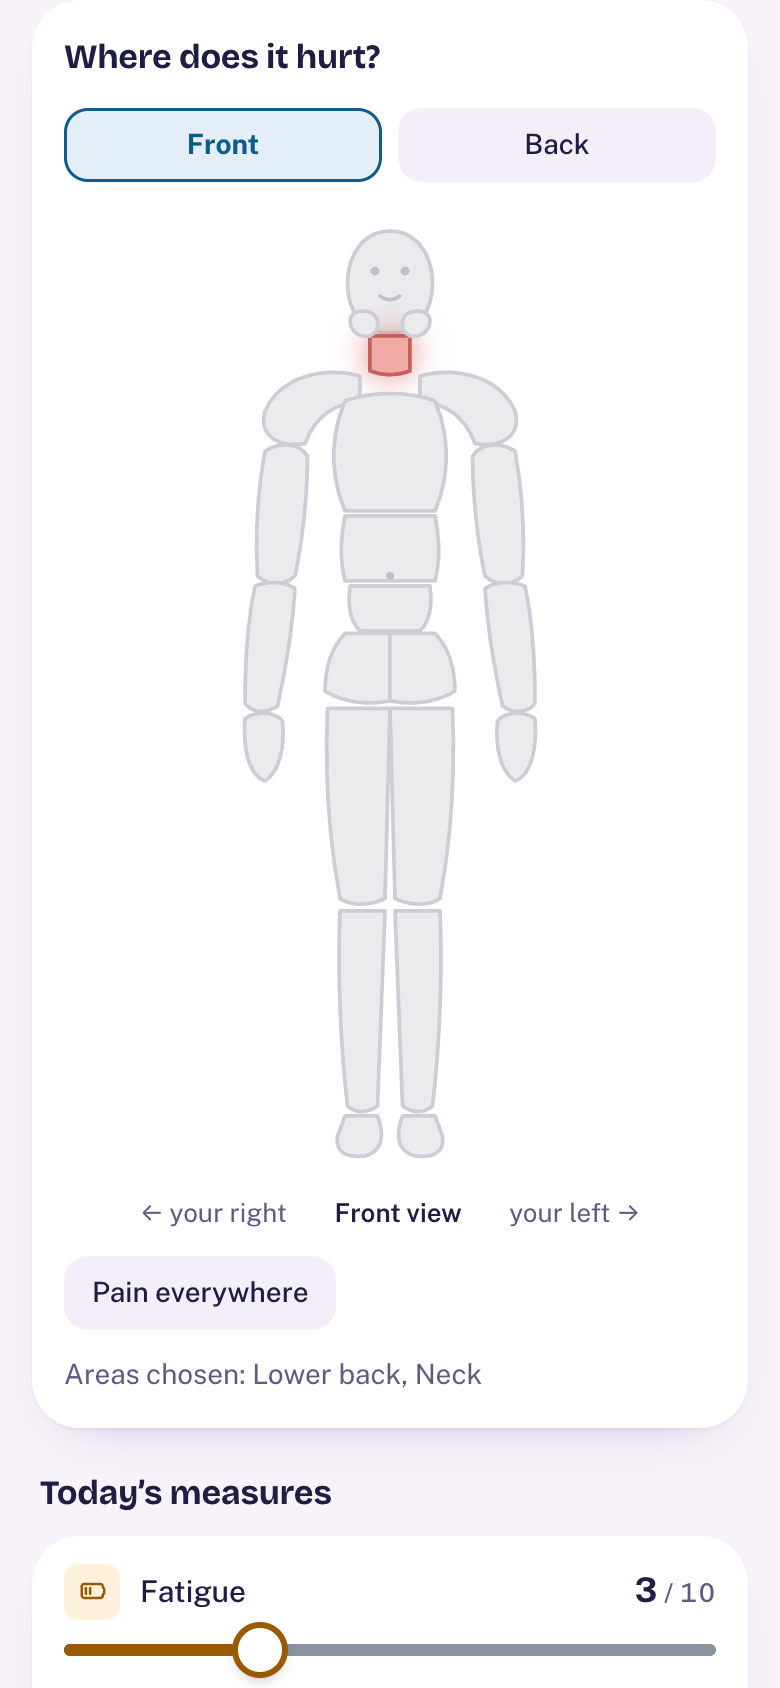 Where does it hurt?
Front
Back
← your right
Front view
your left →
Pain everywhere
Areas chosen: Lower back, Neck
Today's measures
Fatigue
3 / 10